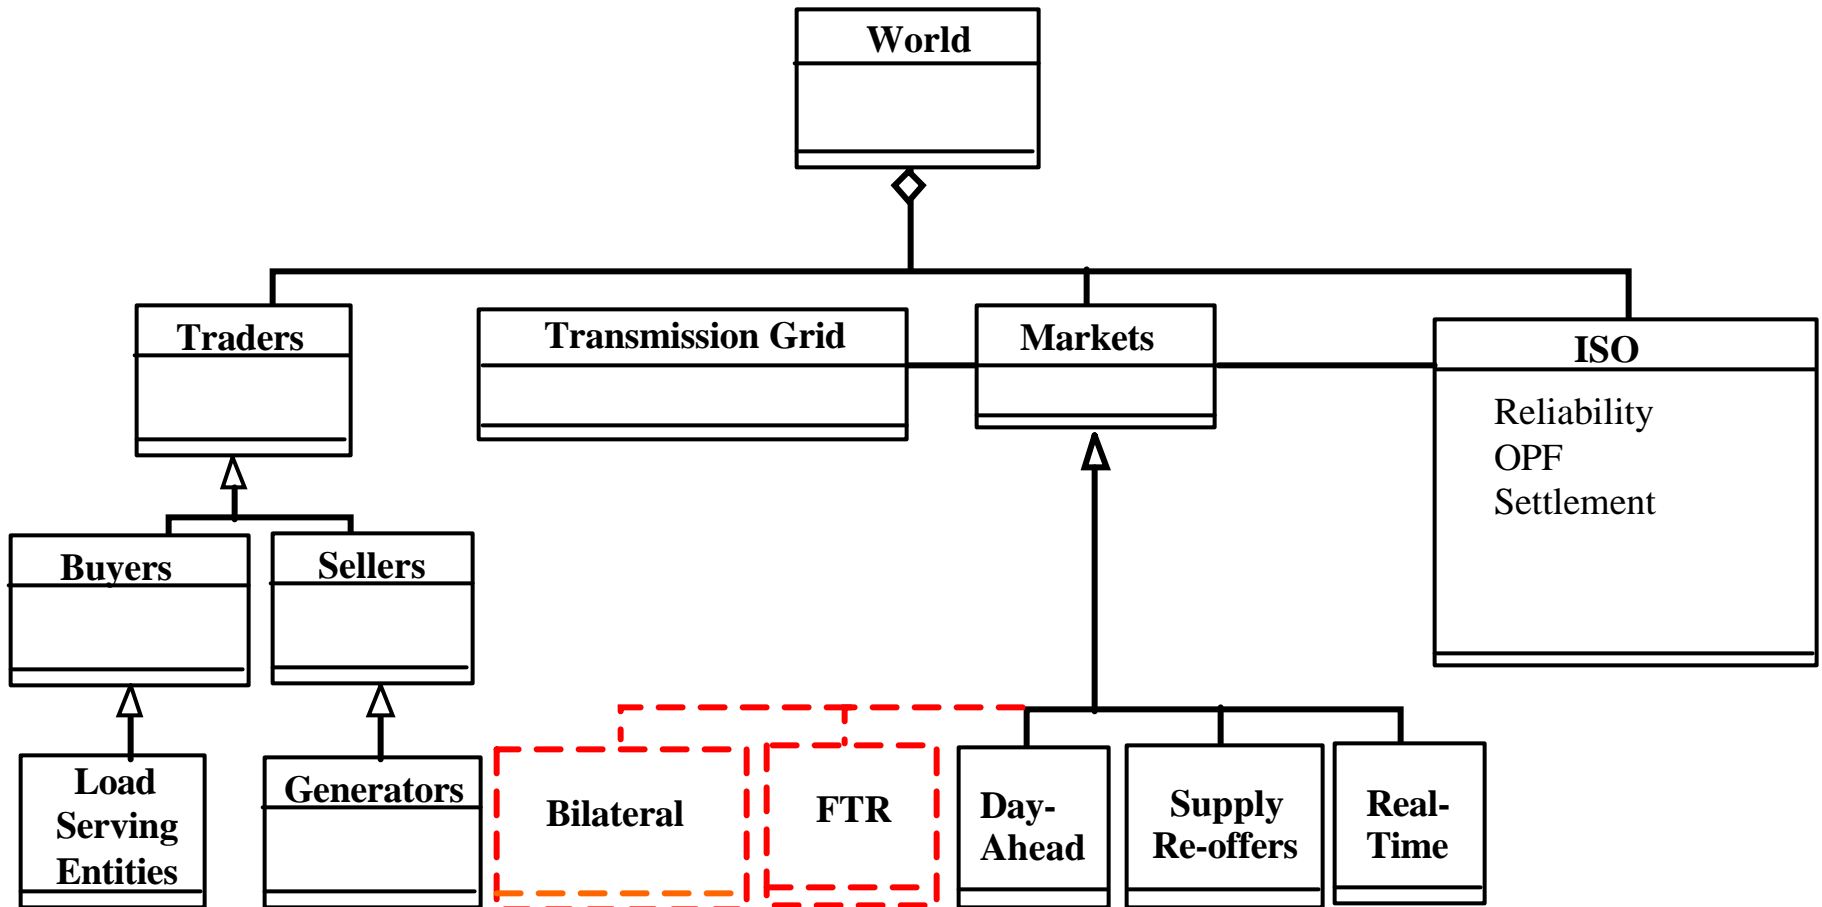 World
Traders
Transmission Grid
Markets
ISO
Reliability
OPF
Settlement
Buyers
Sellers
Load
Serving
Entities
Generators
Bilateral
FTR
Day-
Ahead
Supply
Re-offers
Real-
Time